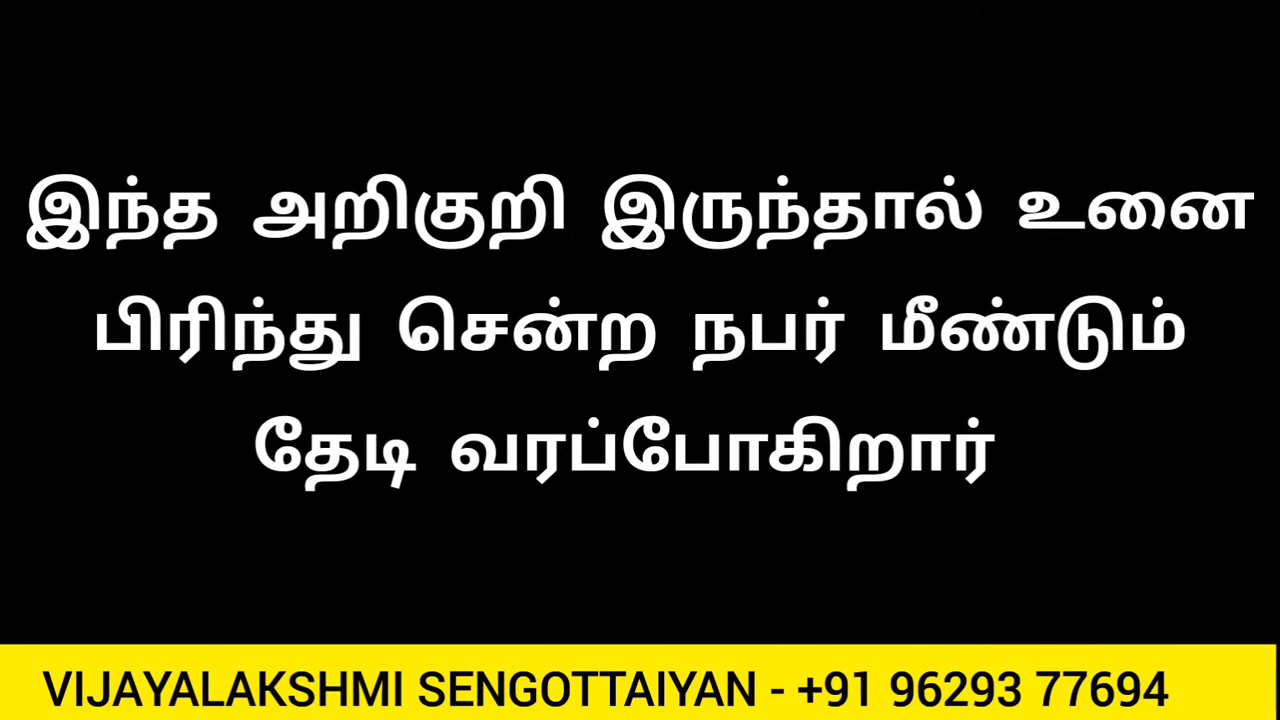 இந்த அறிகுறி இருந்தால் உனை
பிரிந்து சென்ற நபர் மீண்டும்
தேடி வரப்போகிறார்
VIJAYALAKSHMI SENGOTTAIYAN - +91 96293 77694